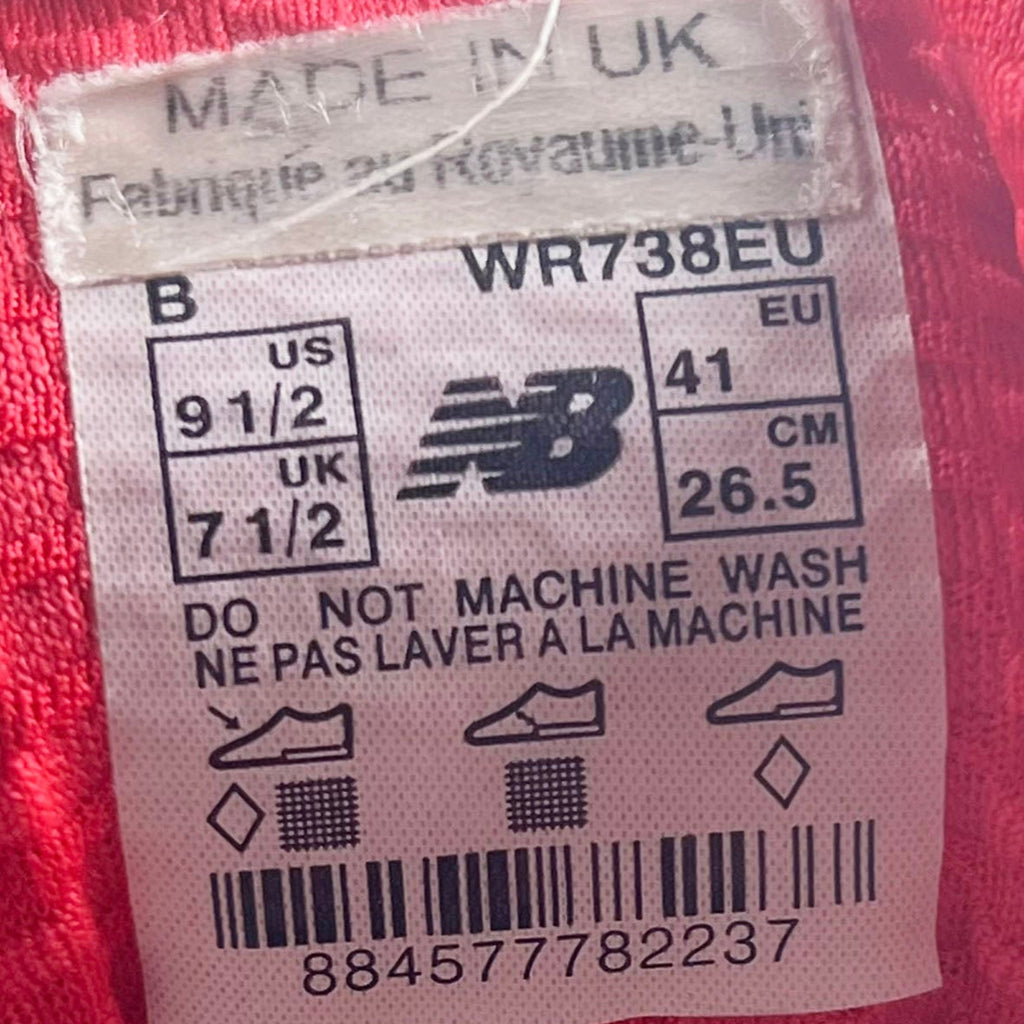 MADE IN UK
Fabriqué au Royaume-Uni
B WR738EU
US
9 1/2
UK
7 1/2
NB
EU
41
CM
26.5
DO NOT MACHINE WASH
NE PAS LAVER A LA MACHINE
884577782237